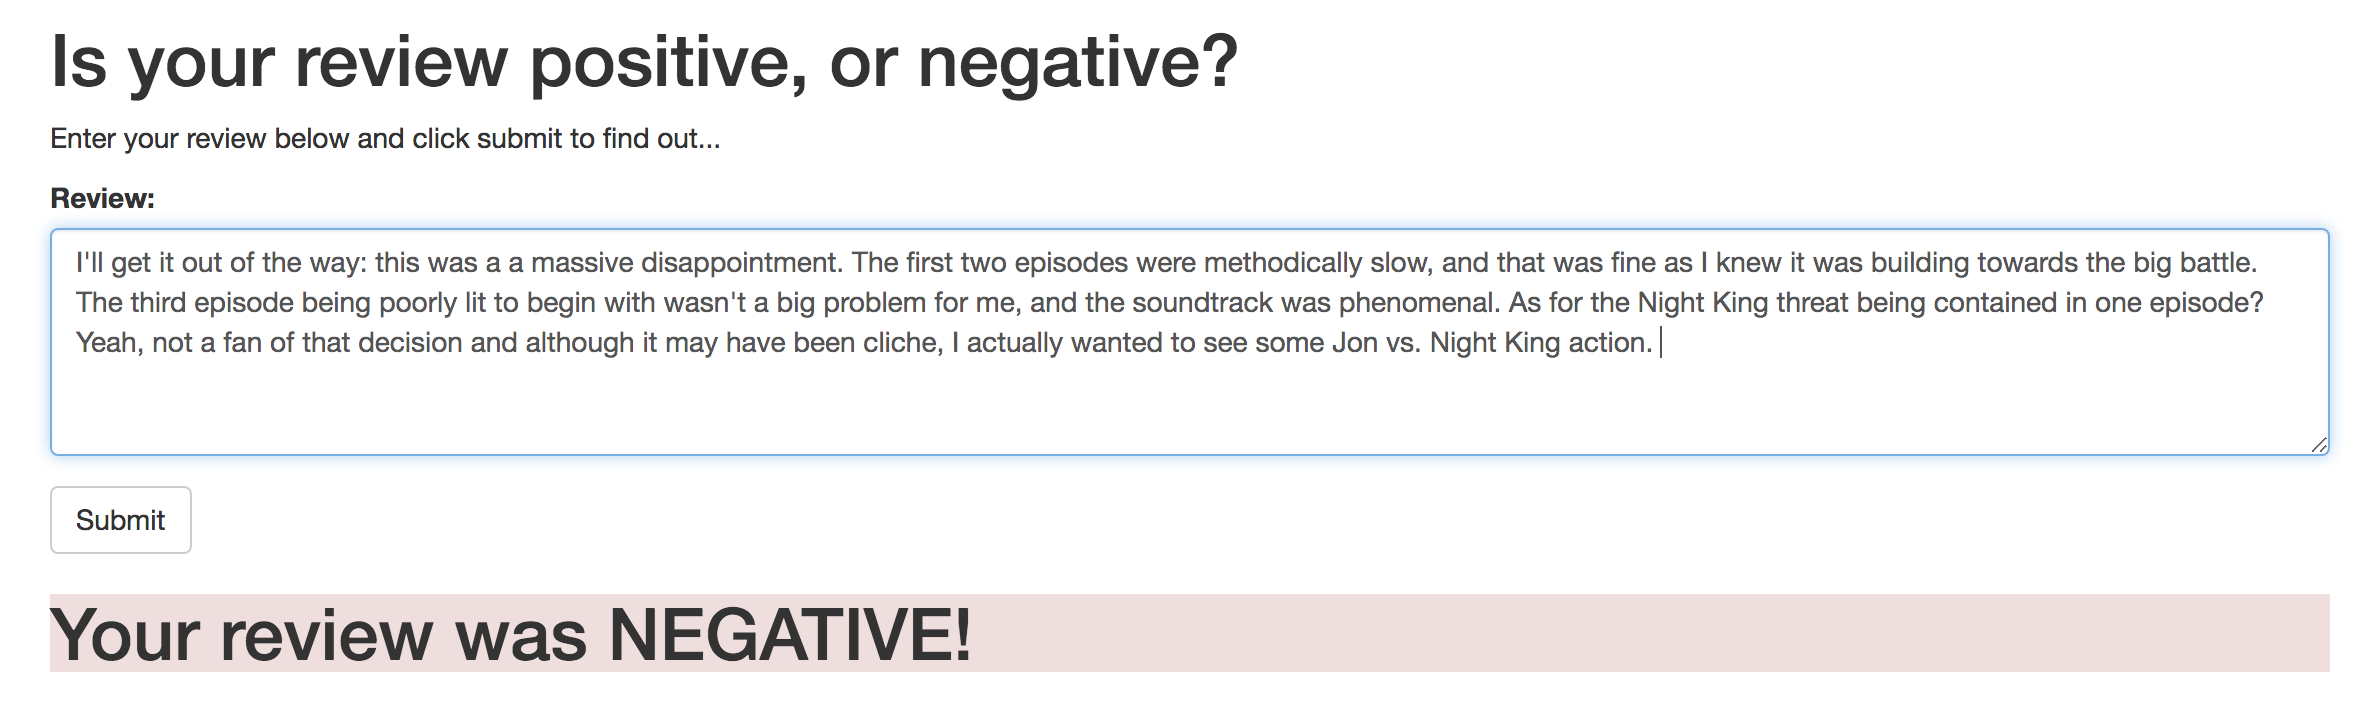 Is your review positive, or negative?
Enter your review below and click submit to find out...
Review:
I'll get it out of the way: this was a a massive disappointment. The first two episodes were methodically slow, and that was fine as I knew it was building towards the big battle.
The third episode being poorly lit to begin with wasn't a big problem for me, and the soundtrack was phenomenal. As for the Night King threat being contained in one episode?
Yeah, not a fan of that decision and although it may have been cliche, I actually wanted to see some Jon vs. Night King action.
Submit
Your review was NEGATIVE!